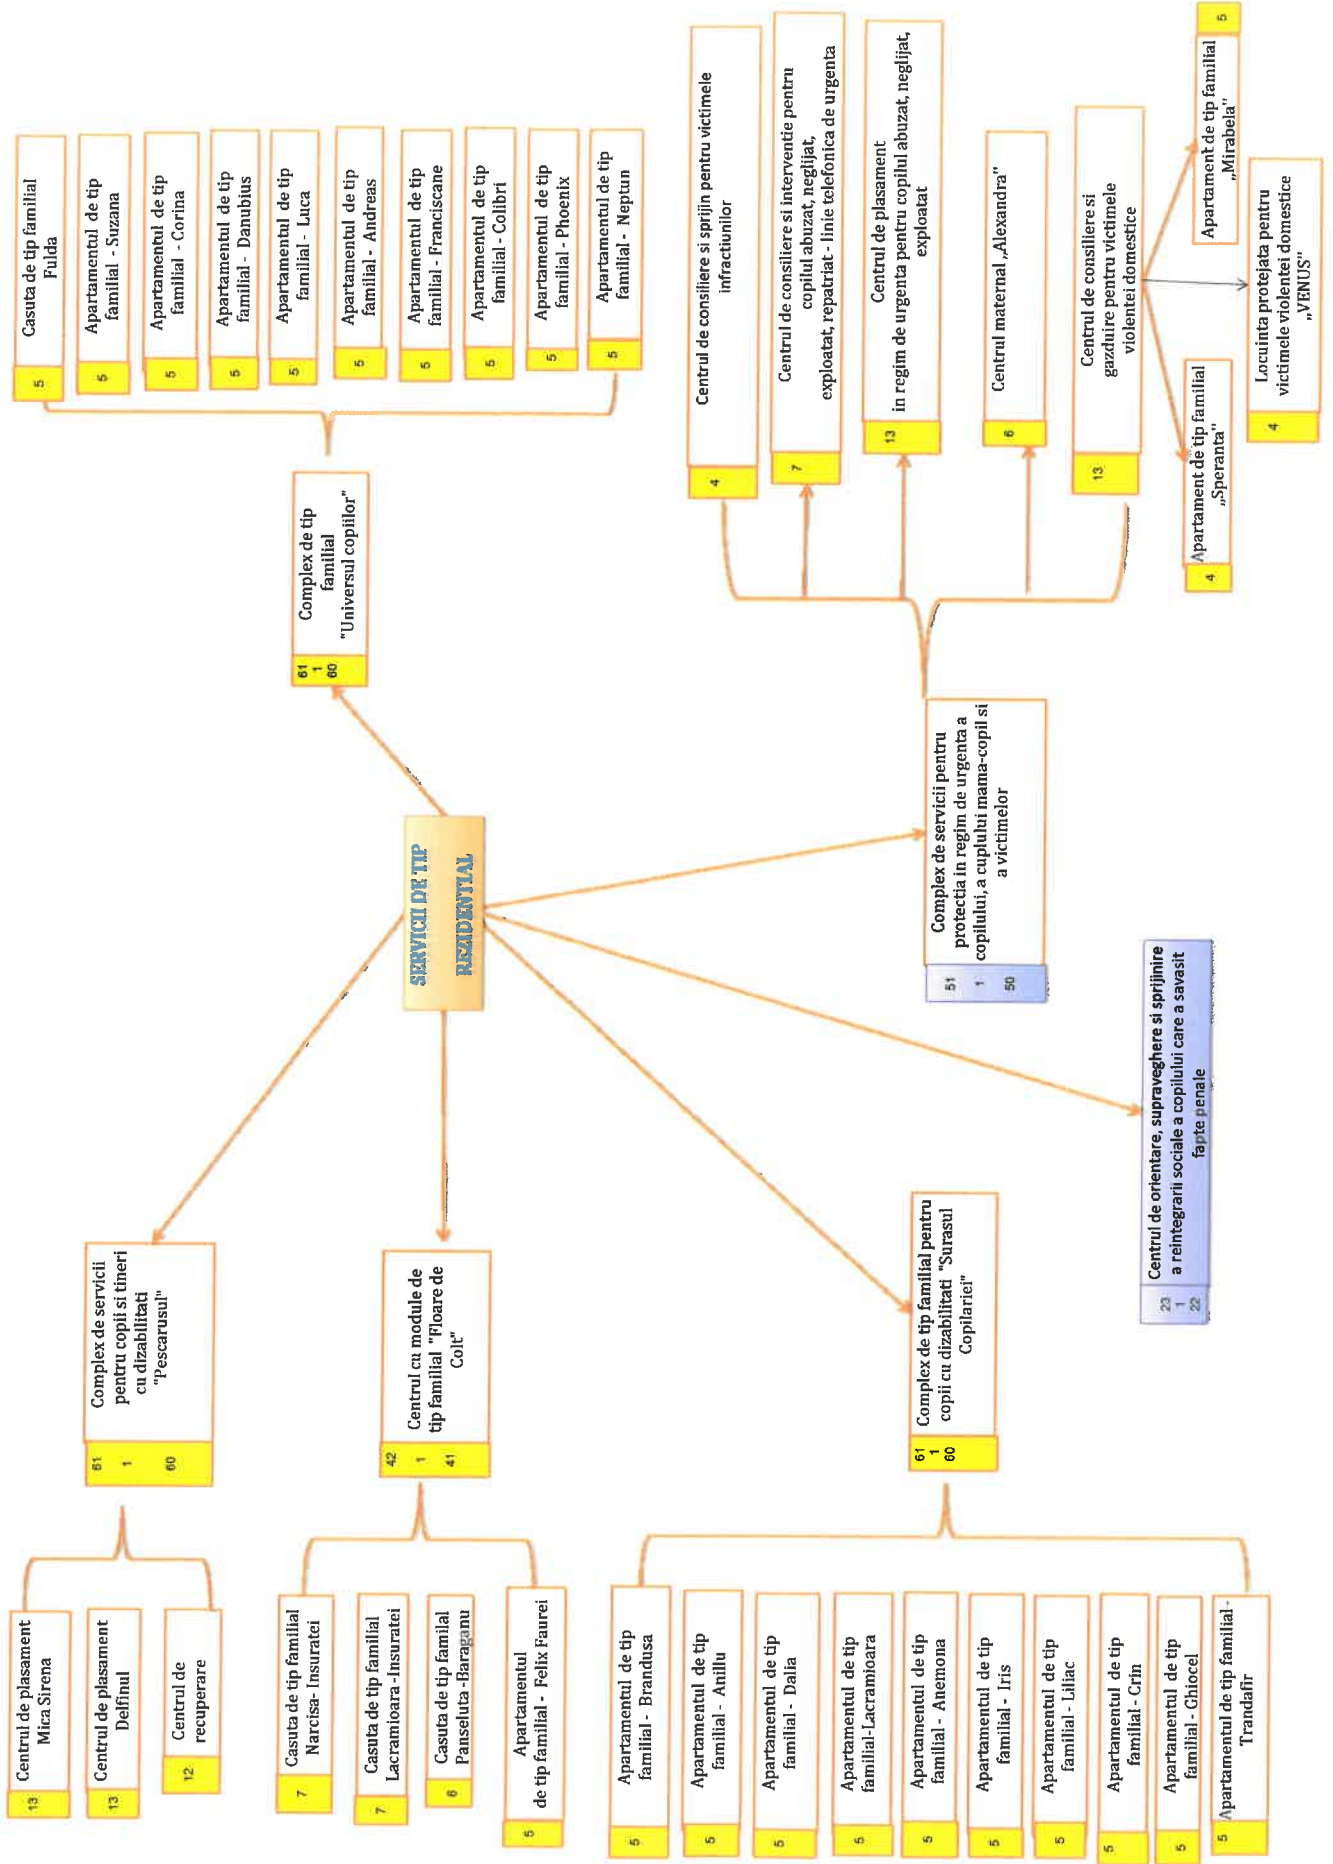 SERVICII DE TIP
REZIDENTIAL
Complex de servicii
pentru copii si tineri
cu dizabilitati
"Pescarusul"
61
1
60
Centrul de plasament
Mica Sirena
13
Centrul de plasament
Delfinul
13
Centrul de
recuperare
12
Centrul cu module de
tip familial "Floare de
Colt"
42
1
41
Casuta de tip familial
Narcisa- Insuratei
7
Casuta de tip familial
Lacramioara -Insuratei
7
Casuta de tip familal
Panseluta -Baraganu
6
Apartamentul
de tip familial - Felix Faurei
5
Complex de tip familial pentru
copii cu dizabilitati "Surasul
Copilariei"
61
1
60
Apartamentul de tip
familial - Brandusa
5
Apartamentul de tip
familial - Anillu
5
Apartamentul de tip
familial - Dalia
5
Apartamentul de tip
familial-Lacramioara
5
Apartamentul de tip
familial - Anemona
5
Apartamentul de tip
familial - Iris
5
Apartamentul de tip
familial - Liliac
5
Apartamentul de tip
familial - Crin
5
Apartamentul de tip
familial - Ghiocel
5
Apartamentul de tip familial -
Trandafir
5
Centrul de orientare, supraveghere si sprijinire
a reintegrarii sociale a copilului care a savasit
fapte penale
23
1
22
Complex de servicii pentru
protectia in regim de urgenta a
copilului, a cuplului mama-copil si
a victimelor
51
1
50
Centrul de consiliere si sprijin pentru victimele
infractiunilor
4
Centrul de consiliere si interventie pentru
copilul abuzat, neglijat,
exploatat, repatriat - linie telefonica de urgenta
7
Centrul de plasament
in regim de urgenta pentru copilul abuzat, neglijat,
exploatat
13
Centrul maternal „Alexandra"
6
Centrul de consiliere si
gazduire pentru victimele
violentei domestice
13
Apartament de tip familial
„Speranta"
4
Locuinta protejata pentru
victimele violentei domestice
„VENUS"
4
Apartament de tip familial
„Mirabela"
5
Complex de tip
familial
"Universul copiilor"
61
1
60
Casuta de tip familial
Fulda
5
Apartamentul de tip
familial - Suzana
5
Apartamentul de tip
familial - Corina
5
Apartamentul de tip
familial - Danubius
5
Apartamentul de tip
familial - Luca
5
Apartamentul de tip
familial - Andreas
5
Apartamentul de tip
familial - Franciscane
5
Apartamentul de tip
familial - Colibri
5
Apartamentul de tip
familial - Phoenix
5
Apartamentul de tip
familial - Neptun
5